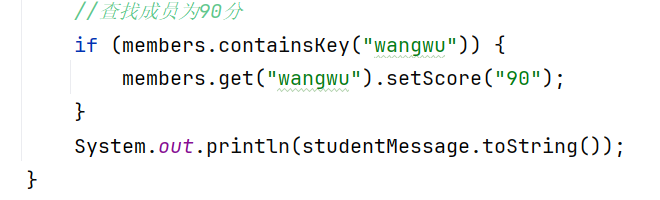 //查找成员为90分
if (members.containsKey("wangwu")) {
members.get("wangwu").setScore("90");
}
System.out.println(studentMessage.toString());
}